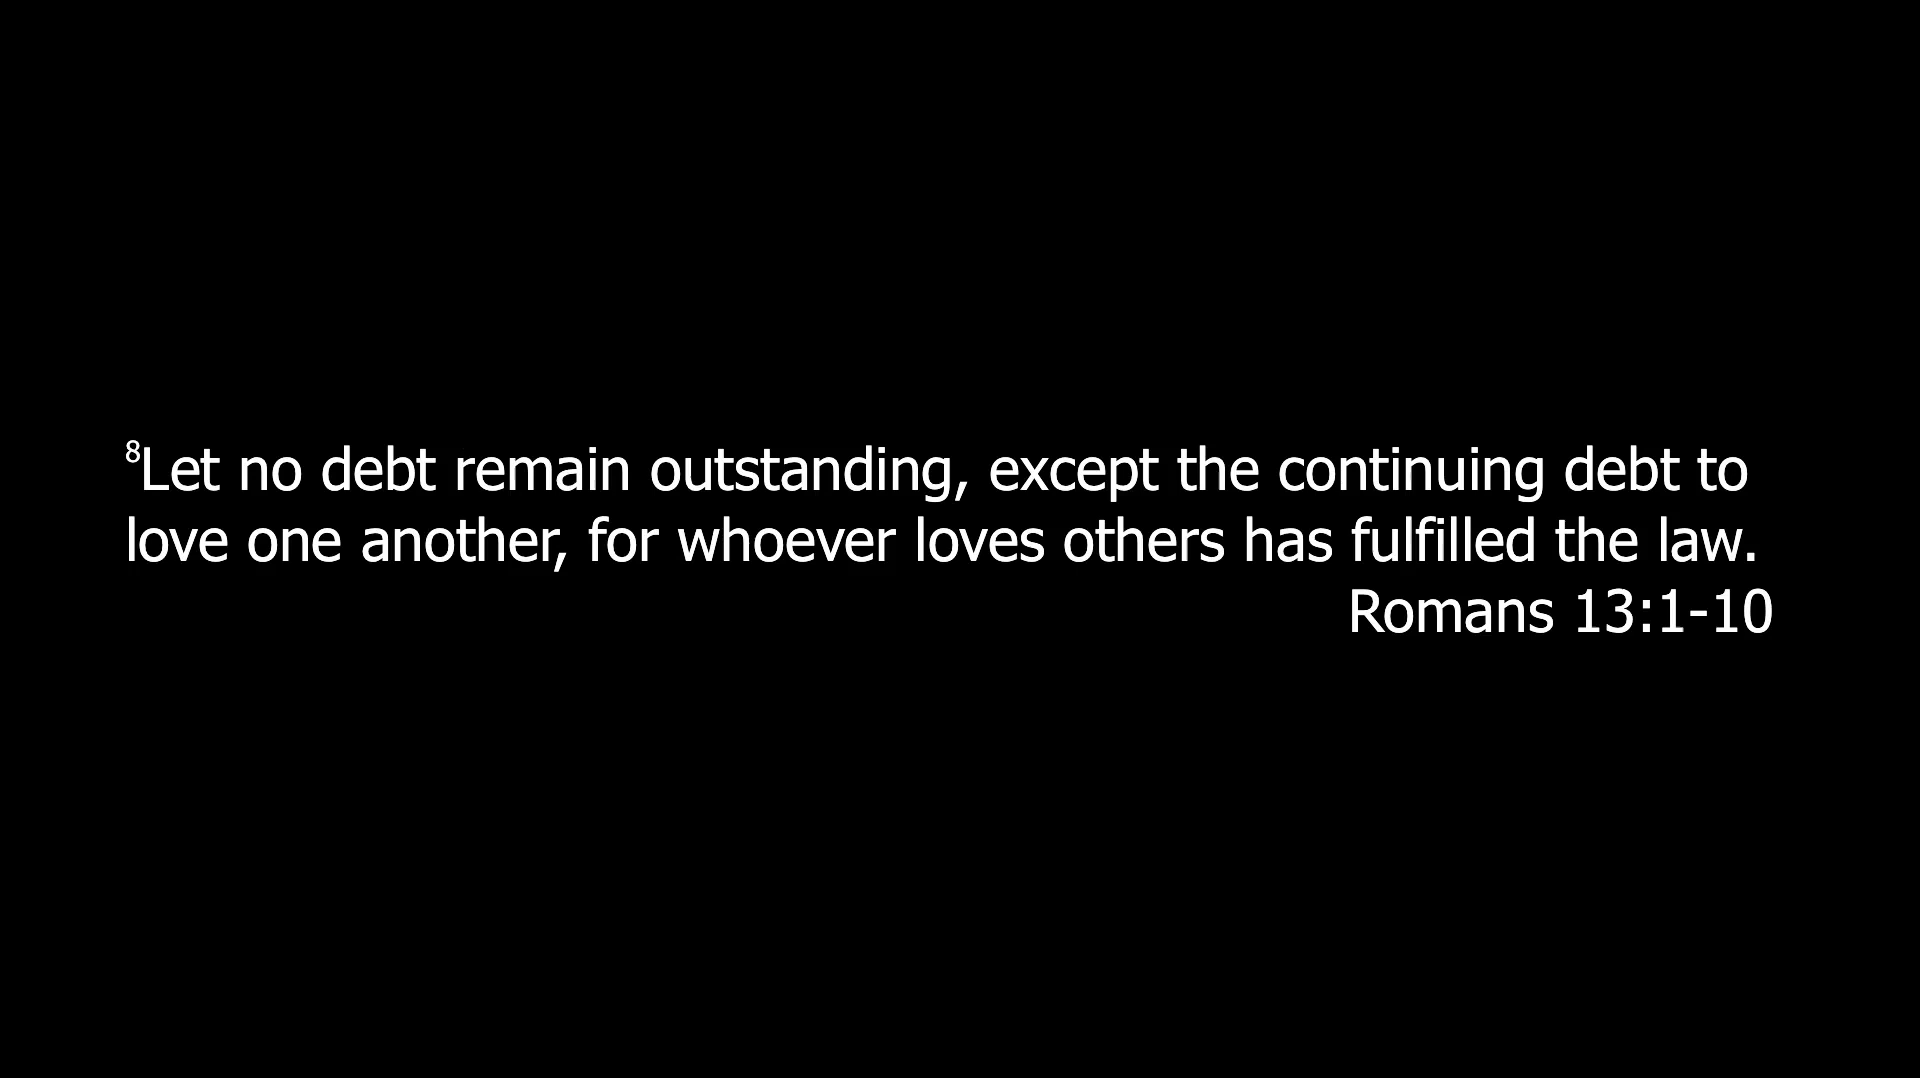 ⁸Let no debt remain outstanding, except the continuing debt to
love one another, for whoever loves others has fulfilled the law.
Romans 13:1-10